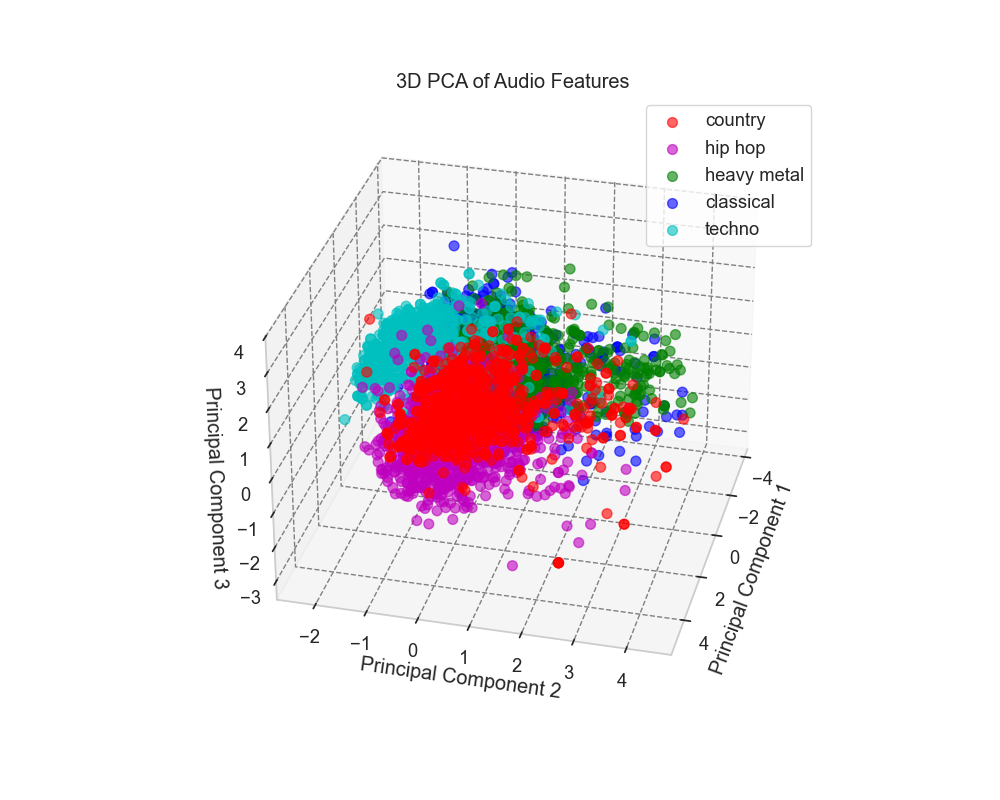 3D PCA of Audio Features
country
hip hop
heavy metal
classical
techno
4
3
2
1
0
−1
−2
−3
Principal Component 3
−2
−1
0
1
2
3
4
Principal Component 2
−4
−2
0
2
4
Principal Component 1